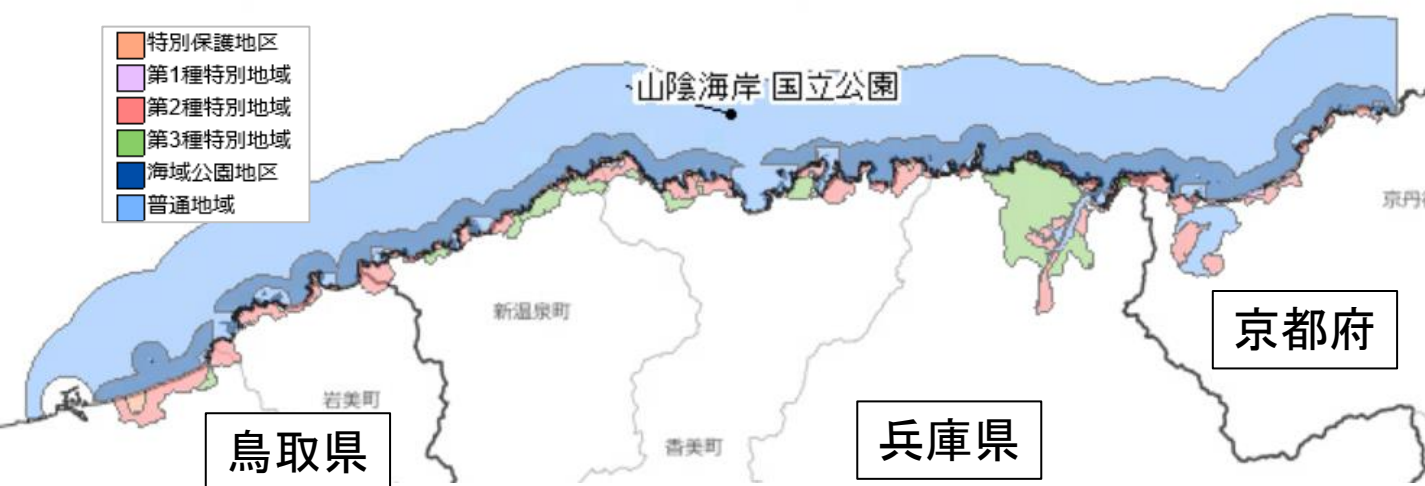 特別保護地区
第1種特別地域
第2種特別地域
第3種特別地域
海域公園地区
普通地域
山陰海岸 国立公園
京丹
新温泉町
京都府
岩美町
鳥取県
香美町
兵庫県